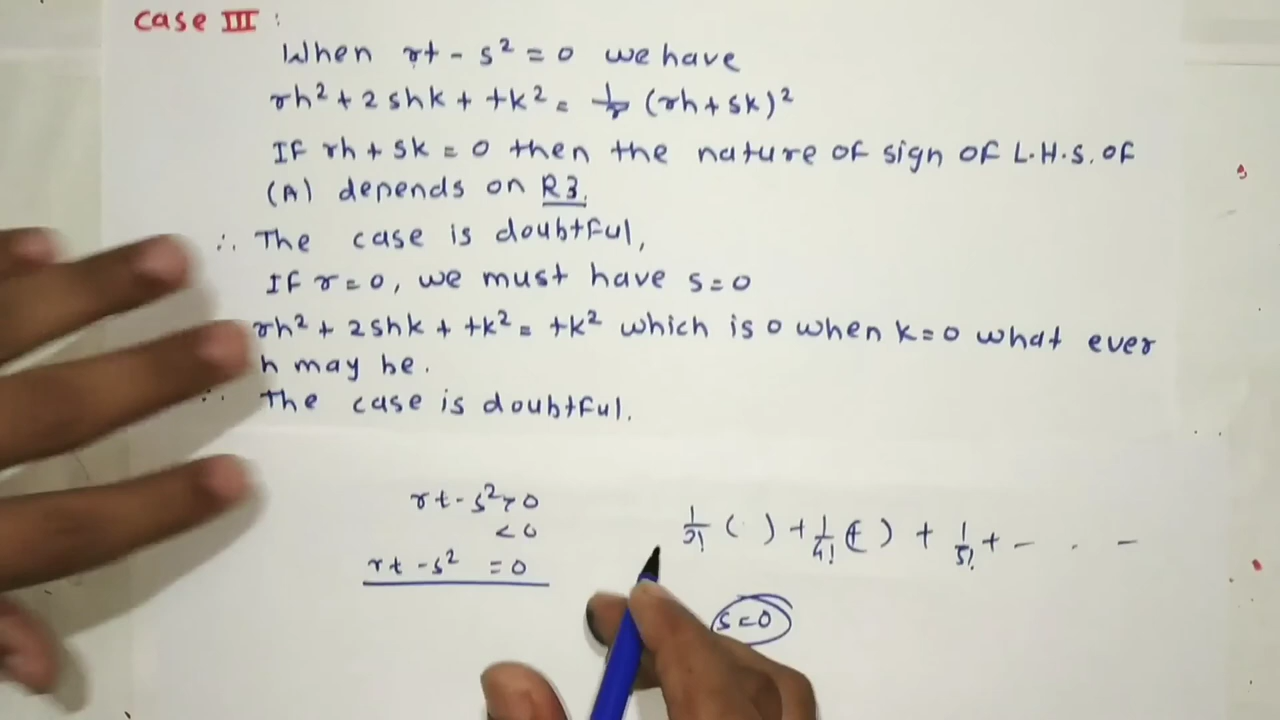 Case III :
When rt - s² = 0 we have
rh² + 2shk + tk² = 1/r (rh + sk)²
If rh + sk = 0 then the nature of sign of L.H.S. of
(A) depends on R3.
∴ The case is doubtful,
If r = 0, we must have s = 0
rh² + 2shk + tk² = tk² which is 0 when k = 0 what ever
h may be.
∴ The case is doubtful.
rt - s² > 0
< 0
rt - s² = 0
1/3! ( ) + 1/4! ( ) + 1/5! + - . -
s = 0